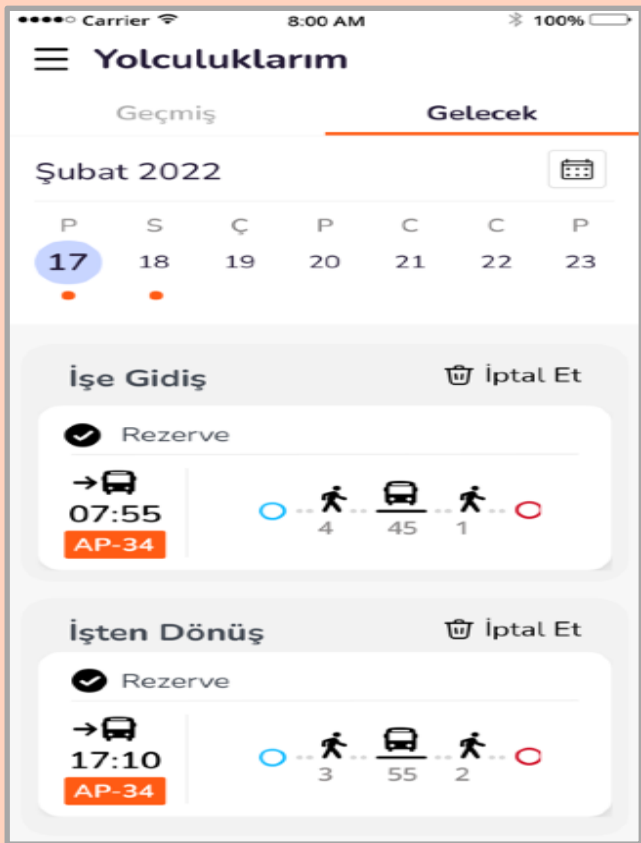 Carrier 8:00 AM 100%
Yolculuklarım
Geçmiş Gelecek
Şubat 2022
P S Ç P C C P
17 18 19 20 21 22 23
İşe Gidiş İptal Et
Rezerve
07:55
4 45 1
AP-34
İşten Dönüş İptal Et
Rezerve
17:10
3 55 2
AP-34